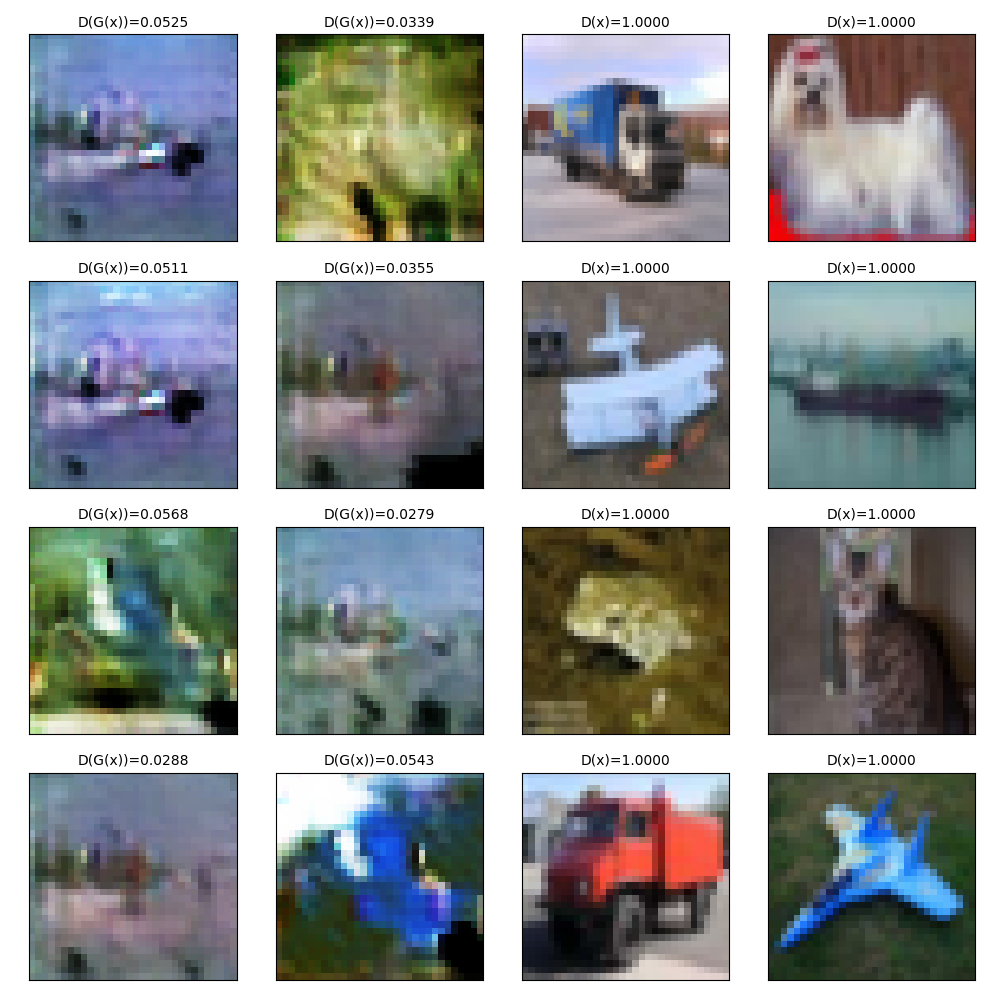 D(G(x))=0.0525 D(G(x))=0.0339 D(x)=1.0000 D(x)=1.0000
D(G(x))=0.0511 D(G(x))=0.0355 D(x)=1.0000 D(x)=1.0000
D(G(x))=0.0568 D(G(x))=0.0279 D(x)=1.0000 D(x)=1.0000
D(G(x))=0.0288 D(G(x))=0.0543 D(x)=1.0000 D(x)=1.0000